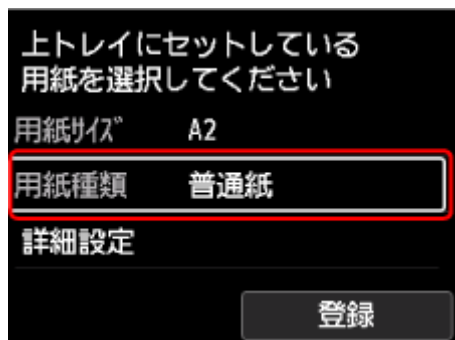 上トレイにセットしている
用紙を選択してください
用紙ｻｲｽﾞ A2
用紙種類 普通紙
詳細設定
登録